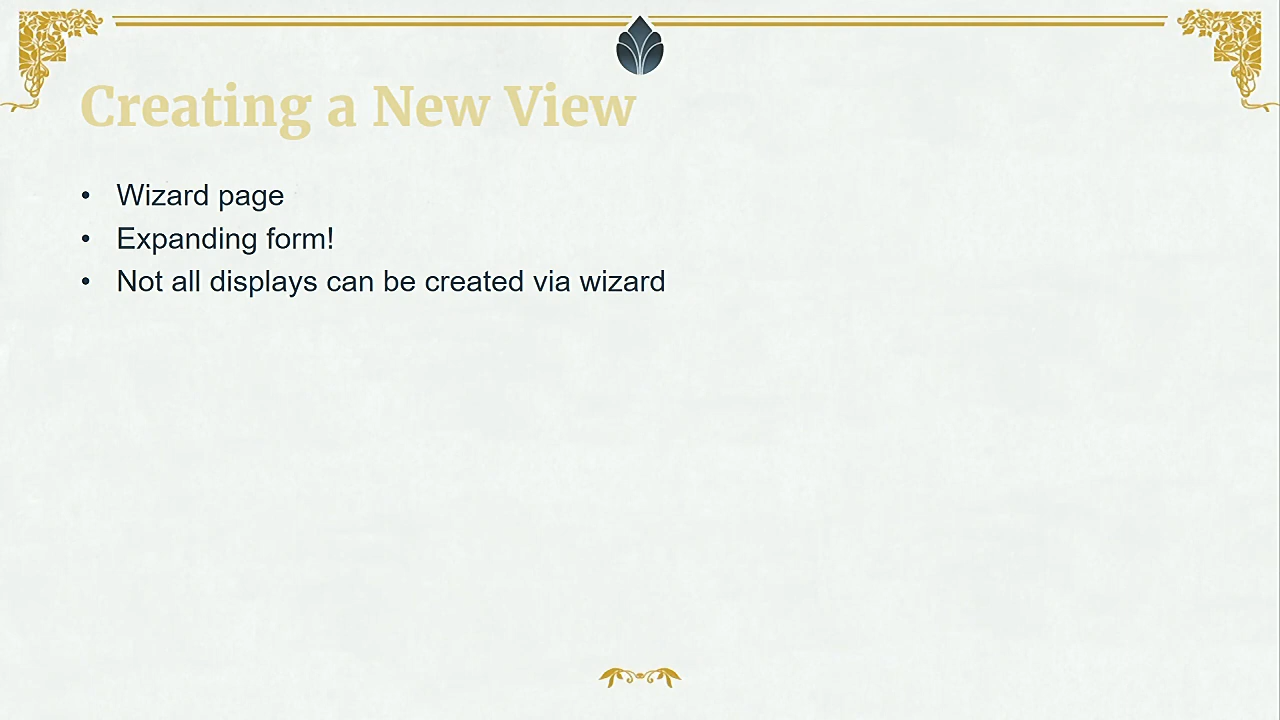 Creating a New View
• Wizard page
• Expanding form!
• Not all displays can be created via wizard